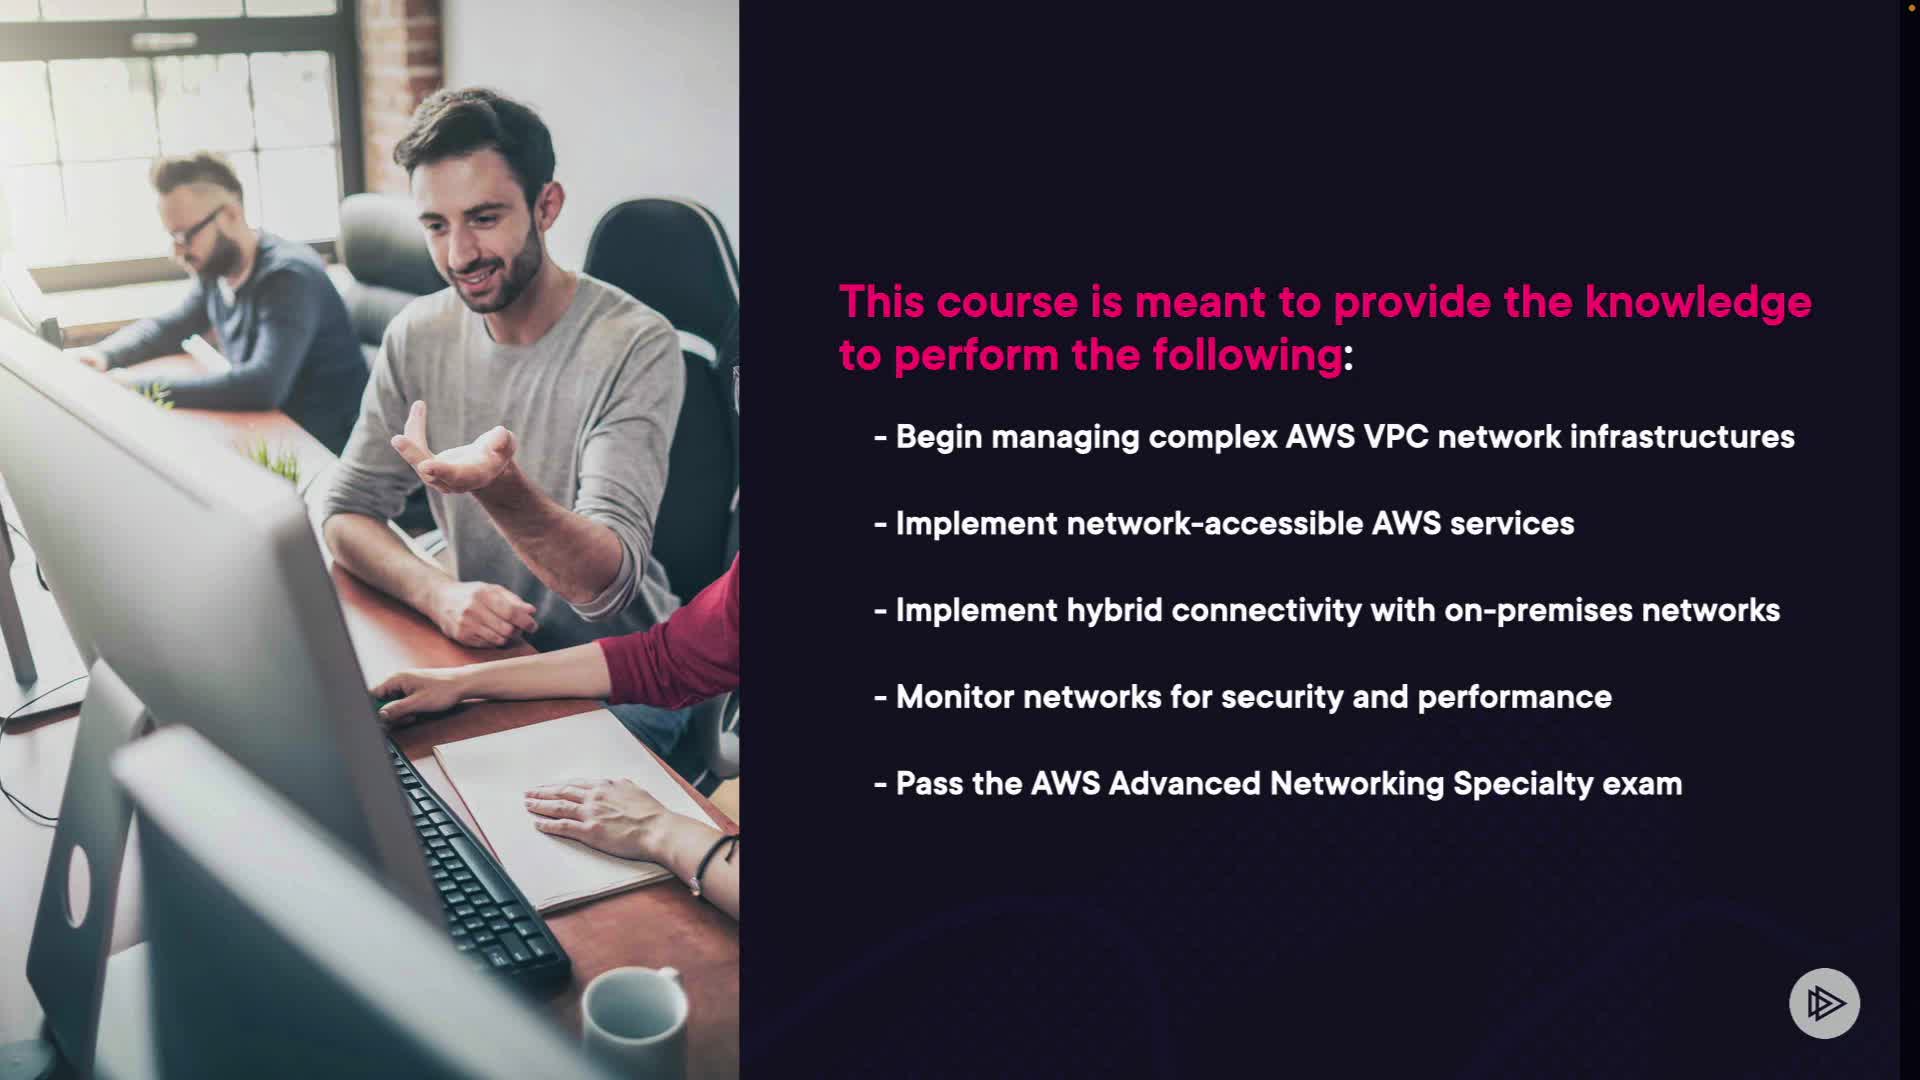 This course is meant to provide the knowledge
to perform the following:
- Begin managing complex AWS VPC network infrastructures
- Implement network-accessible AWS services
- Implement hybrid connectivity with on-premises networks
- Monitor networks for security and performance
- Pass the AWS Advanced Networking Specialty exam